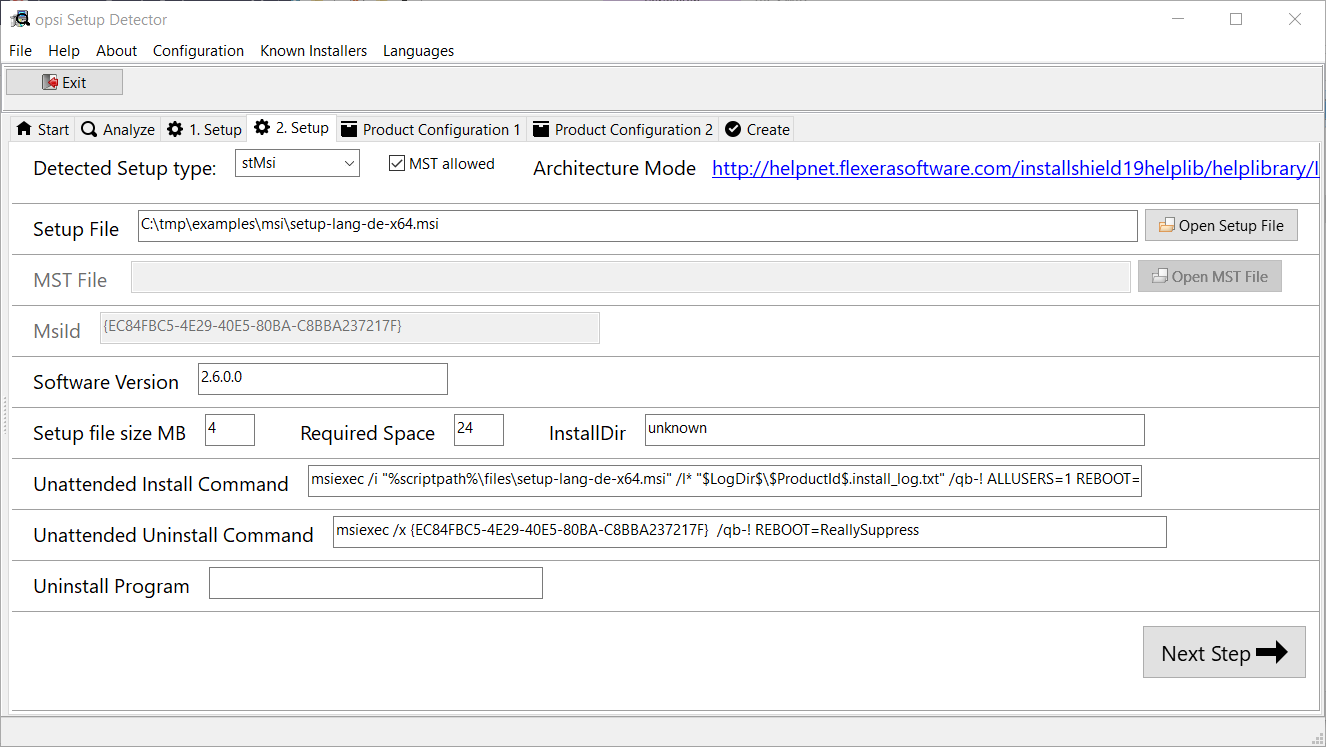 opsi Setup Detector
File Help About Configuration Known Installers Languages
Exit
Start Analyze 1. Setup 2. Setup Product Configuration 1 Product Configuration 2 Create
Detected Setup type: stMsi MST allowed Architecture Mode http://helpnet.flexerasoftware.com/installshield19helplib/helplibrary/I
Setup File C:\tmp\examples\msi\setup-lang-de-x64.msi Open Setup File
MST File Open MST File
MsiId {EC84FBC5-4E29-40E5-80BA-C8BBA237217F}
Software Version 2.6.0.0
Setup file size MB 4 Required Space 24 InstallDir unknown
Unattended Install Command msiexec /i "%scriptpath%\files\setup-lang-de-x64.msi" /l* "$LogDir$\$ProductId$.install_log.txt" /qb-! ALLUSERS=1 REBOOT=
Unattended Uninstall Command msiexec /x {EC84FBC5-4E29-40E5-80BA-C8BBA237217F}  /qb-! REBOOT=ReallySuppress
Uninstall Program
Next Step